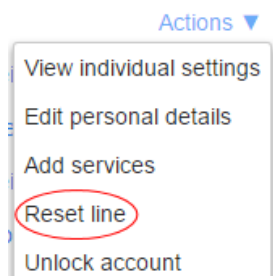 Actions ▼
View individual settings
Edit personal details
Add services
Reset line
Unlock account